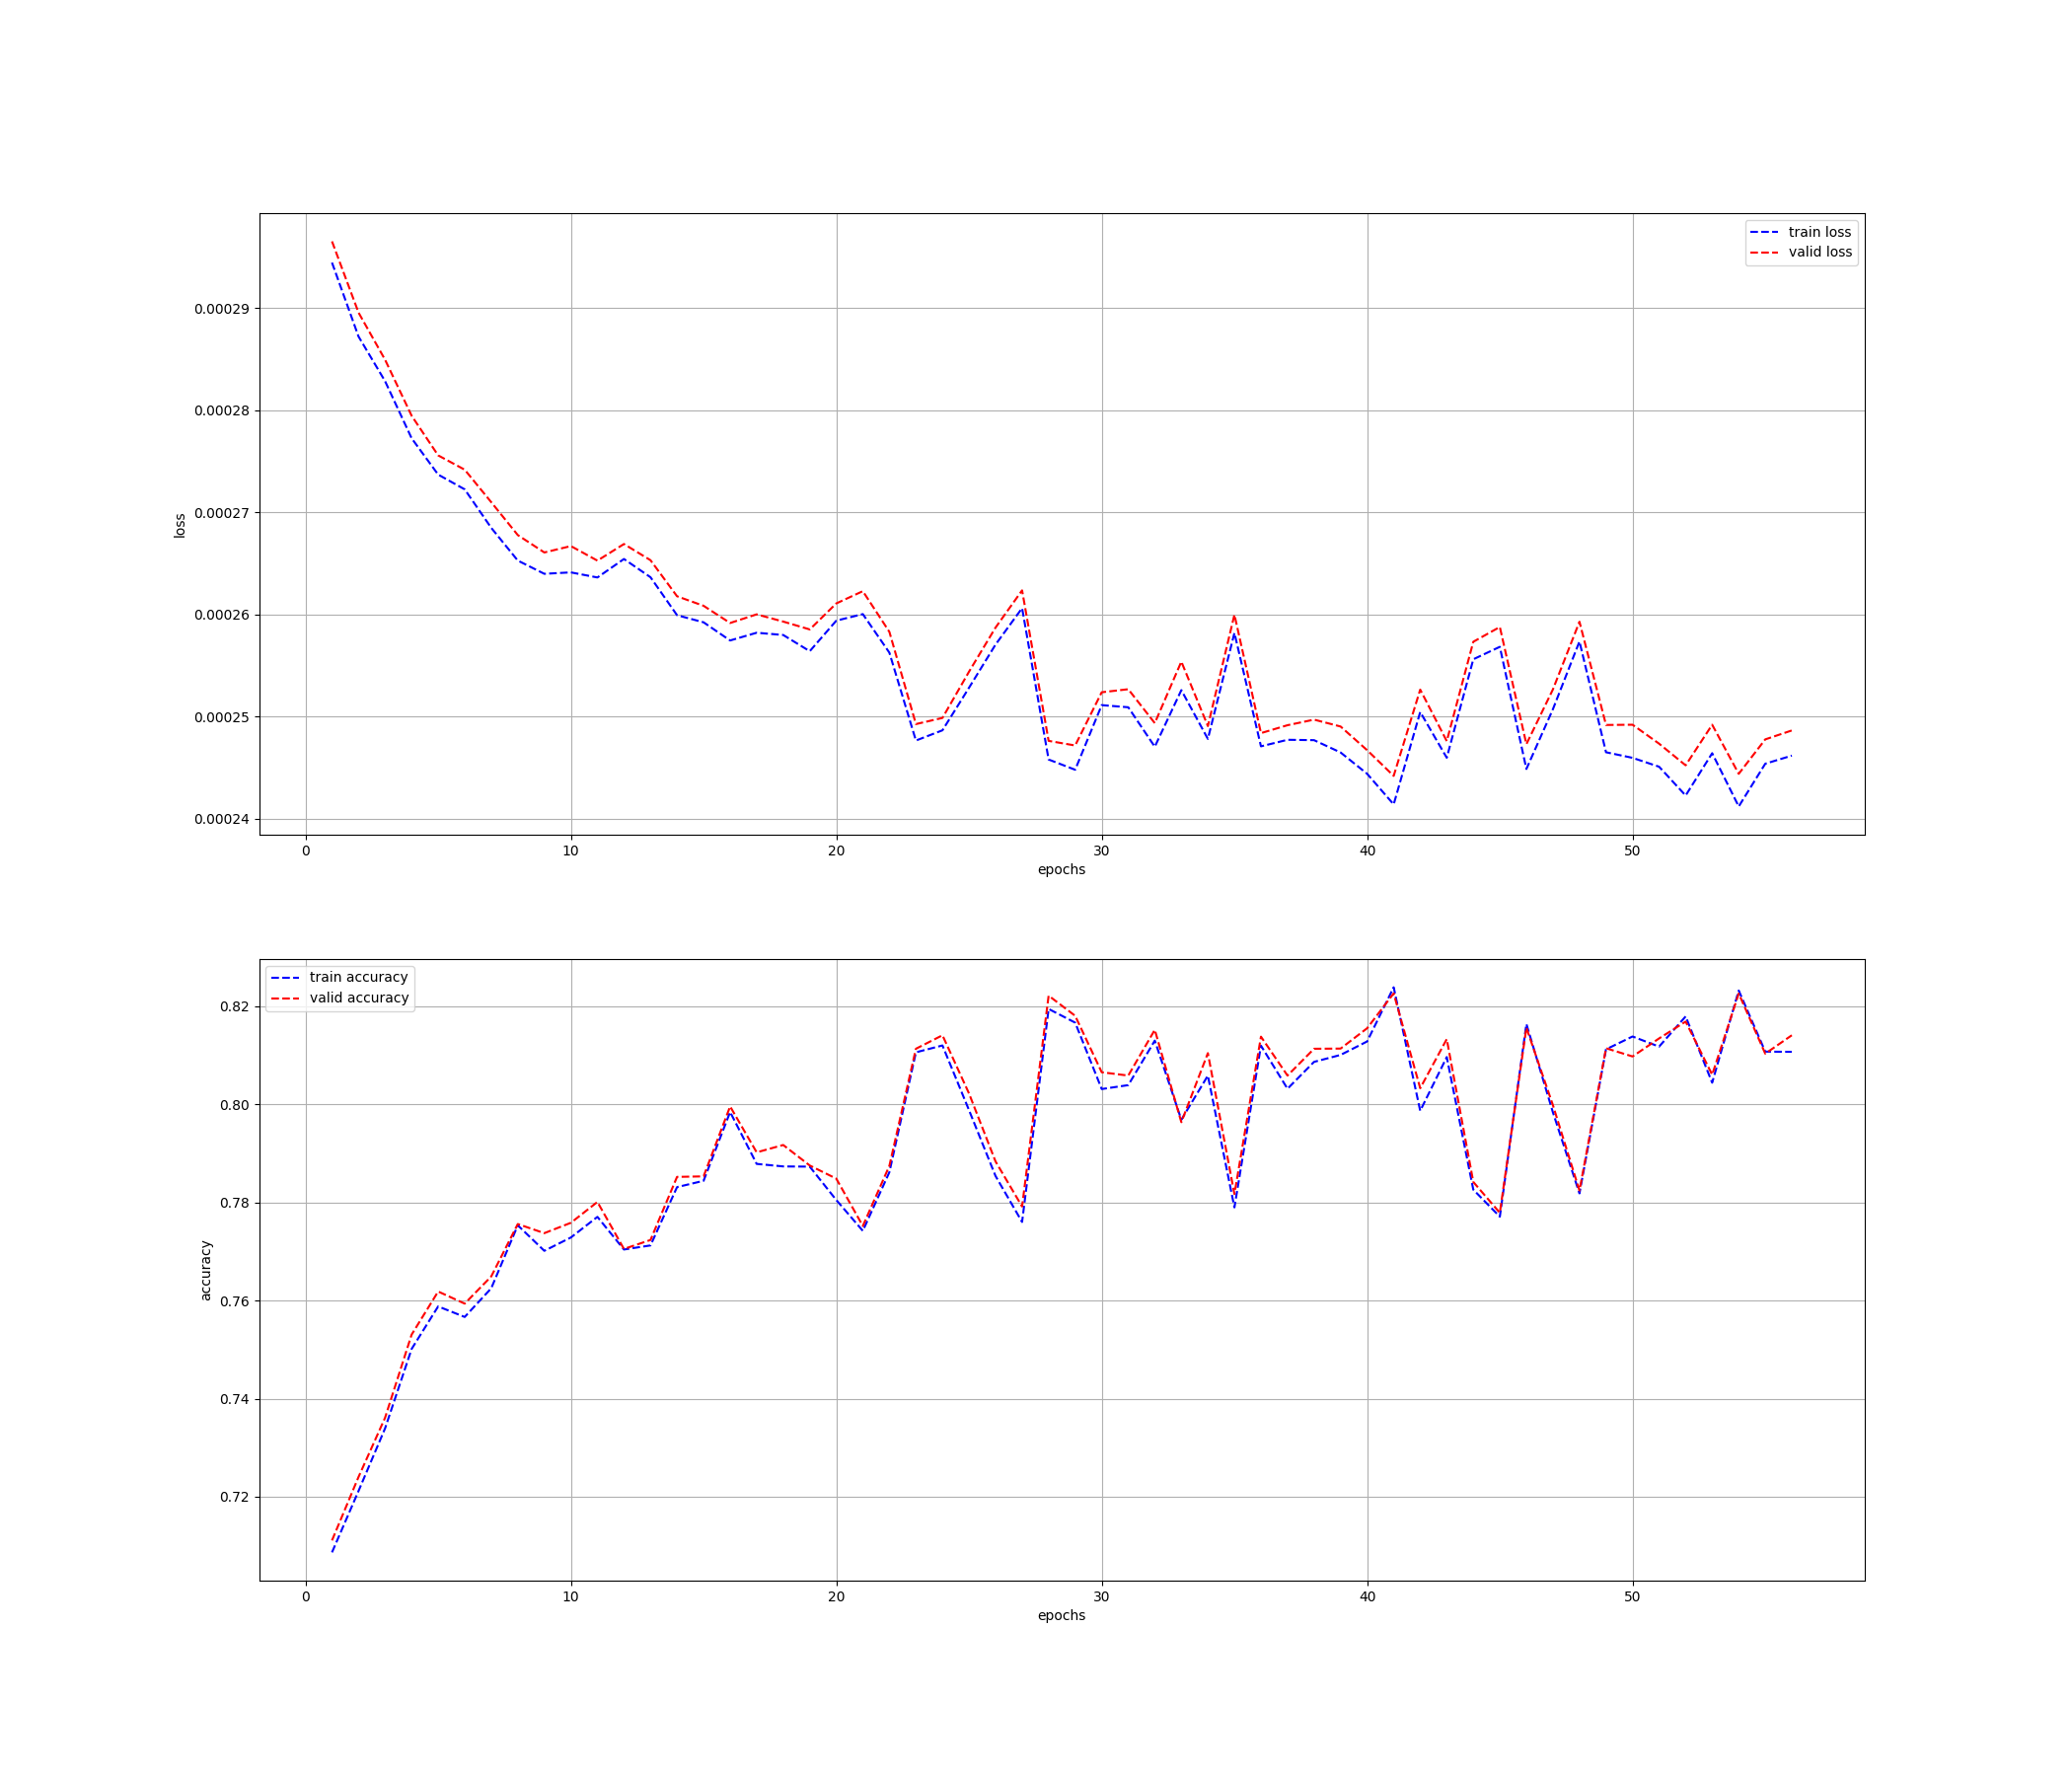 train loss
valid loss
0.00029
0.00028
0.00027
0.00026
0.00025
0.00024
loss
0 10 20 30 40 50
epochs
train accuracy
valid accuracy
0.82
0.80
0.78
0.76
0.74
0.72
accuracy
0 10 20 30 40 50
epochs